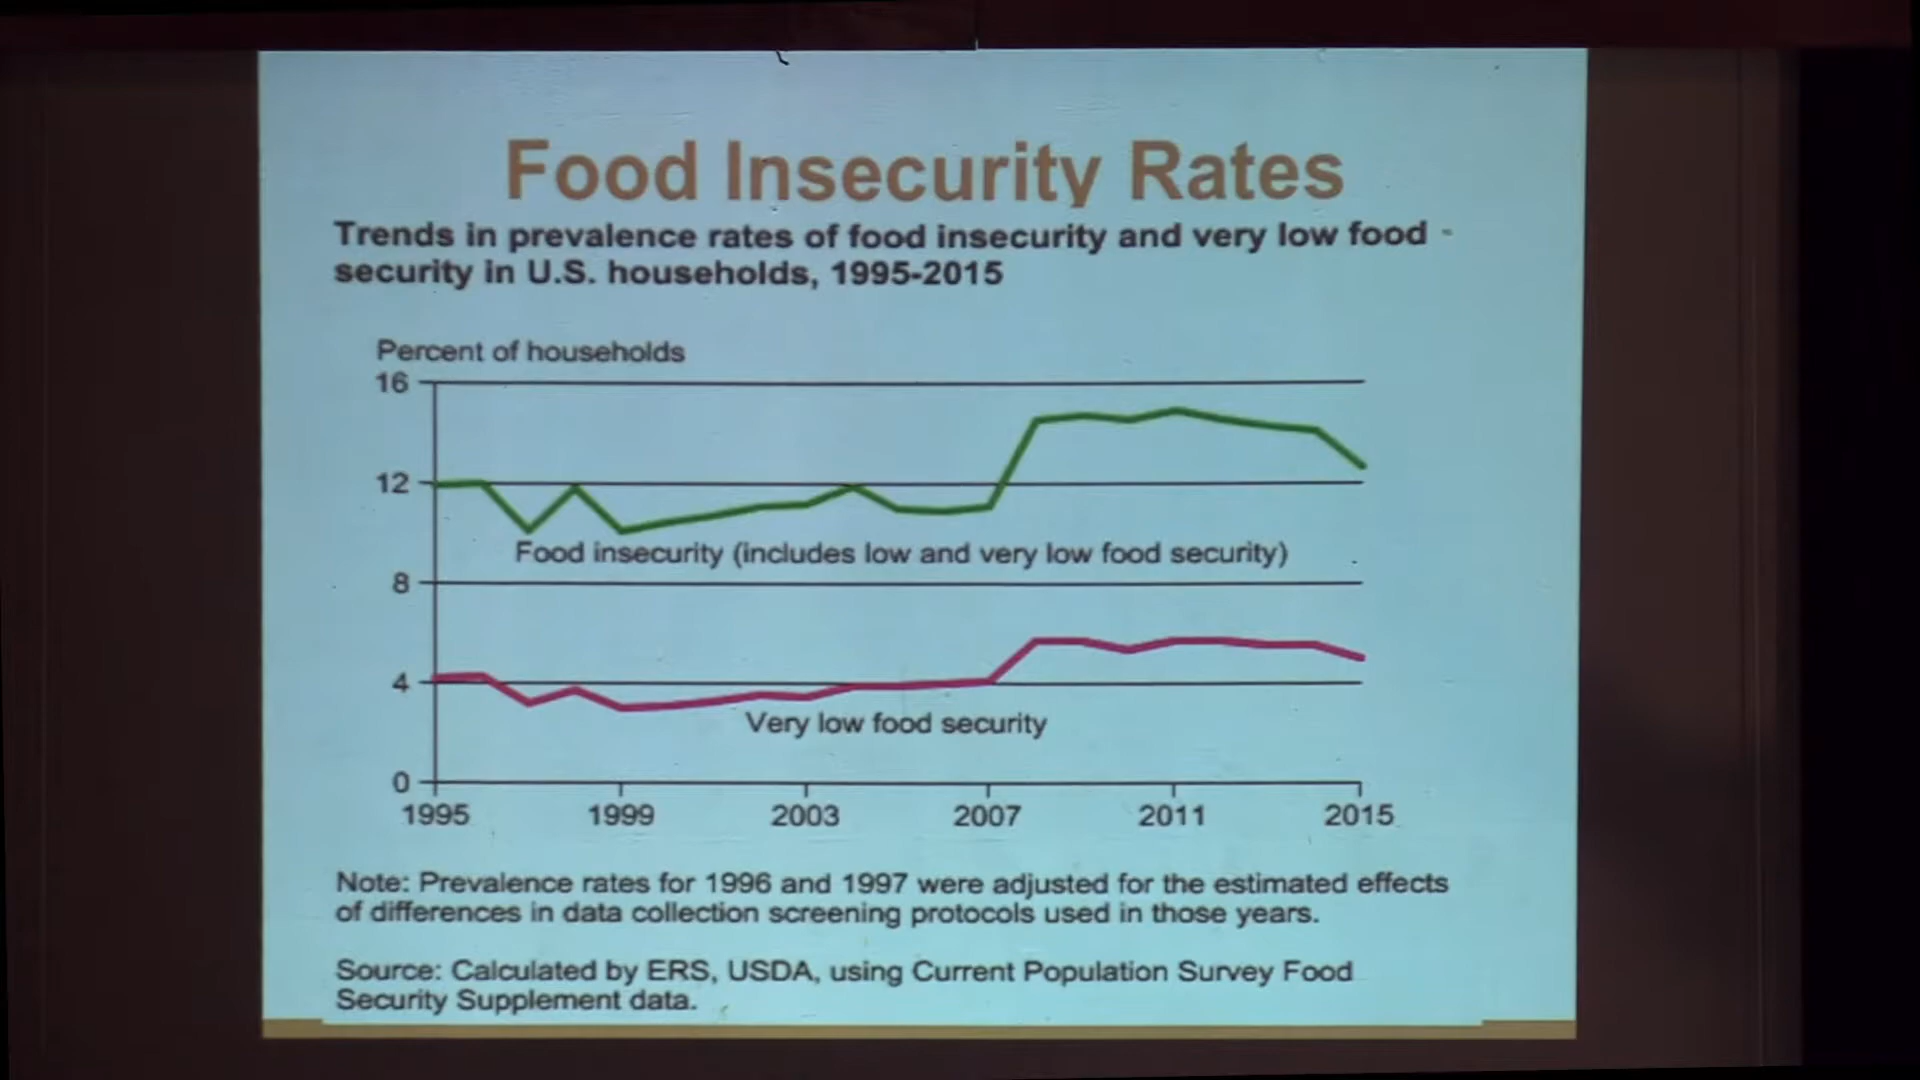 Food Insecurity Rates
Trends in prevalence rates of food insecurity and very low food
security in U.S. households, 1995-2015
Percent of households
16
12
Food insecurity (includes low and very low food security)
8
4
Very low food security
0
1995 1999 2003 2007 2011 2015
Note: Prevalence rates for 1996 and 1997 were adjusted for the estimated effects
of differences in data collection screening protocols used in those years.
Source: Calculated by ERS, USDA, using Current Population Survey Food
Security Supplement data.